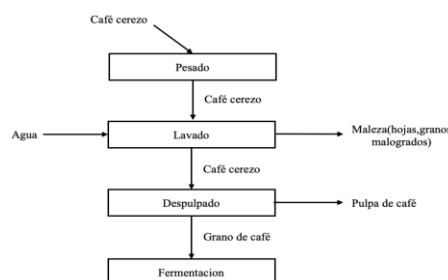 Café cerezo
Pesado
Café cerezo
Agua
Lavado
Maleza(hojas,granos
malogrados)
Café cerezo
Despulpado
Pulpa de café
Grano de café
Fermentacion